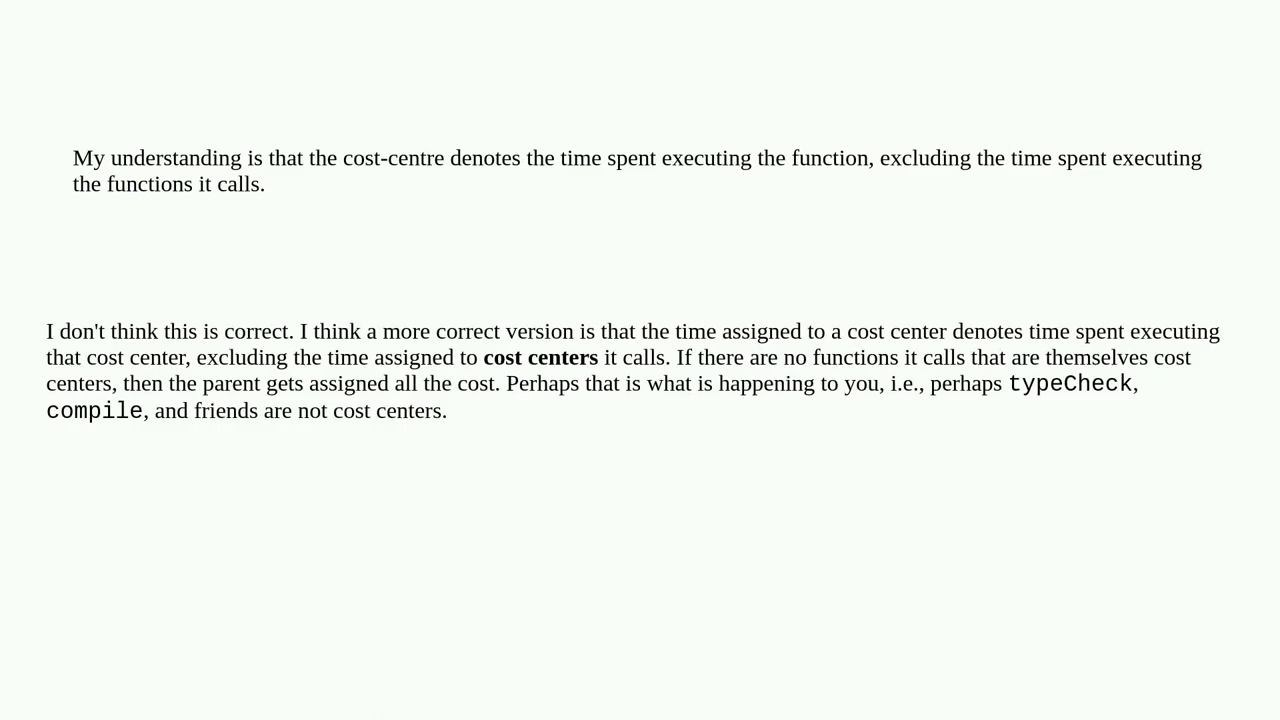 My understanding is that the cost-centre denotes the time spent executing the function, excluding the time spent executing
the functions it calls.
I don't think this is correct. I think a more correct version is that the time assigned to a cost center denotes time spent executing
that cost center, excluding the time assigned to cost centers it calls. If there are no functions it calls that are themselves cost
centers, then the parent gets assigned all the cost. Perhaps that is what is happening to you, i.e., perhaps typeCheck,
compile, and friends are not cost centers.